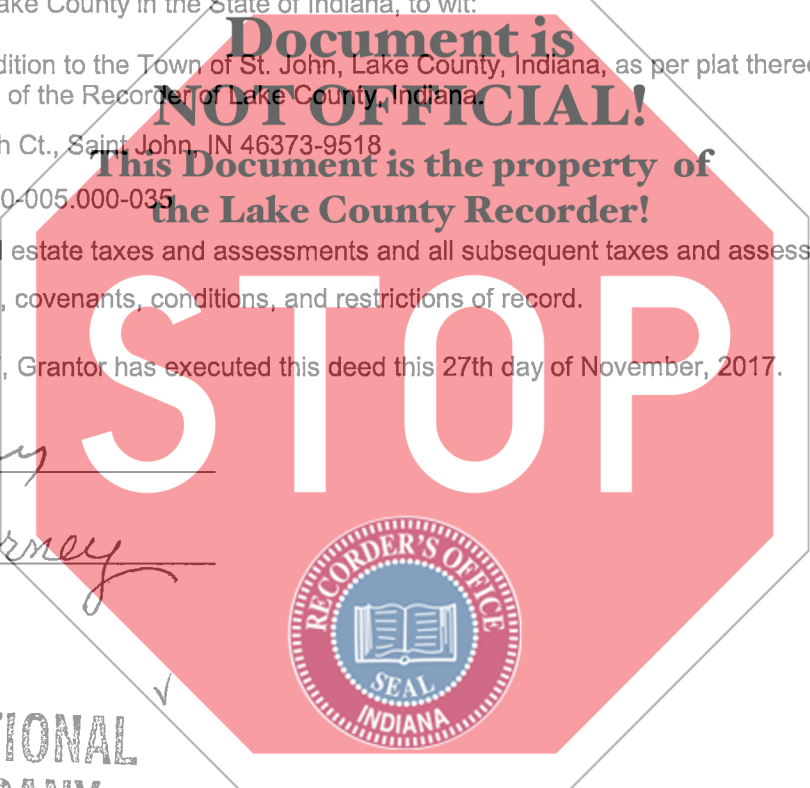 ake County in the State of Indiana, to wit:
Document is
dition to the Town of St. John, Lake County, Indiana, as per plat there
of the Recorder of Lake County, Indiana.
NOT OFFICIAL!
h Ct., Saint John, IN 46373-9518
This Document is the property of
0-005.000-035
the Lake County Recorder!
l estate taxes and assessments and all subsequent taxes and assess
, covenants, conditions, and restrictions of record.
STOP
, Grantor has executed this deed this 27th day of November, 2017.
rney
RECORDER'S OFFICE
SEAL
INDIANA
TIONAL
PANY